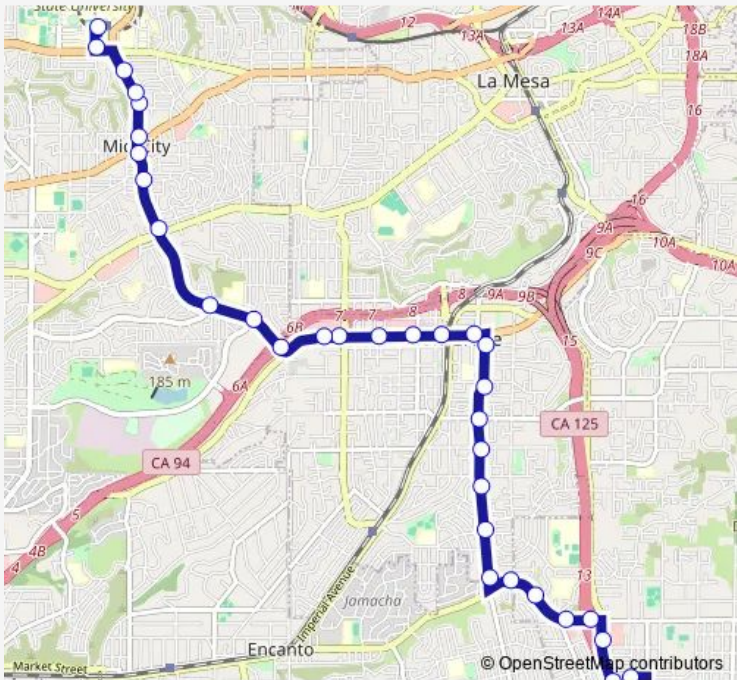 State University
12
13A
13A
14A
18B
18A
La Mesa
16
Mid-City
16
9A
9C
10A
10A
8
9A
9B
7
7
8
6B
15
185 m
6A
CA 125
CA 94
5
4B
4
13
Jamacha
Imperial Avenue
Encanto
Market Street
© OpenStreetMap contributors